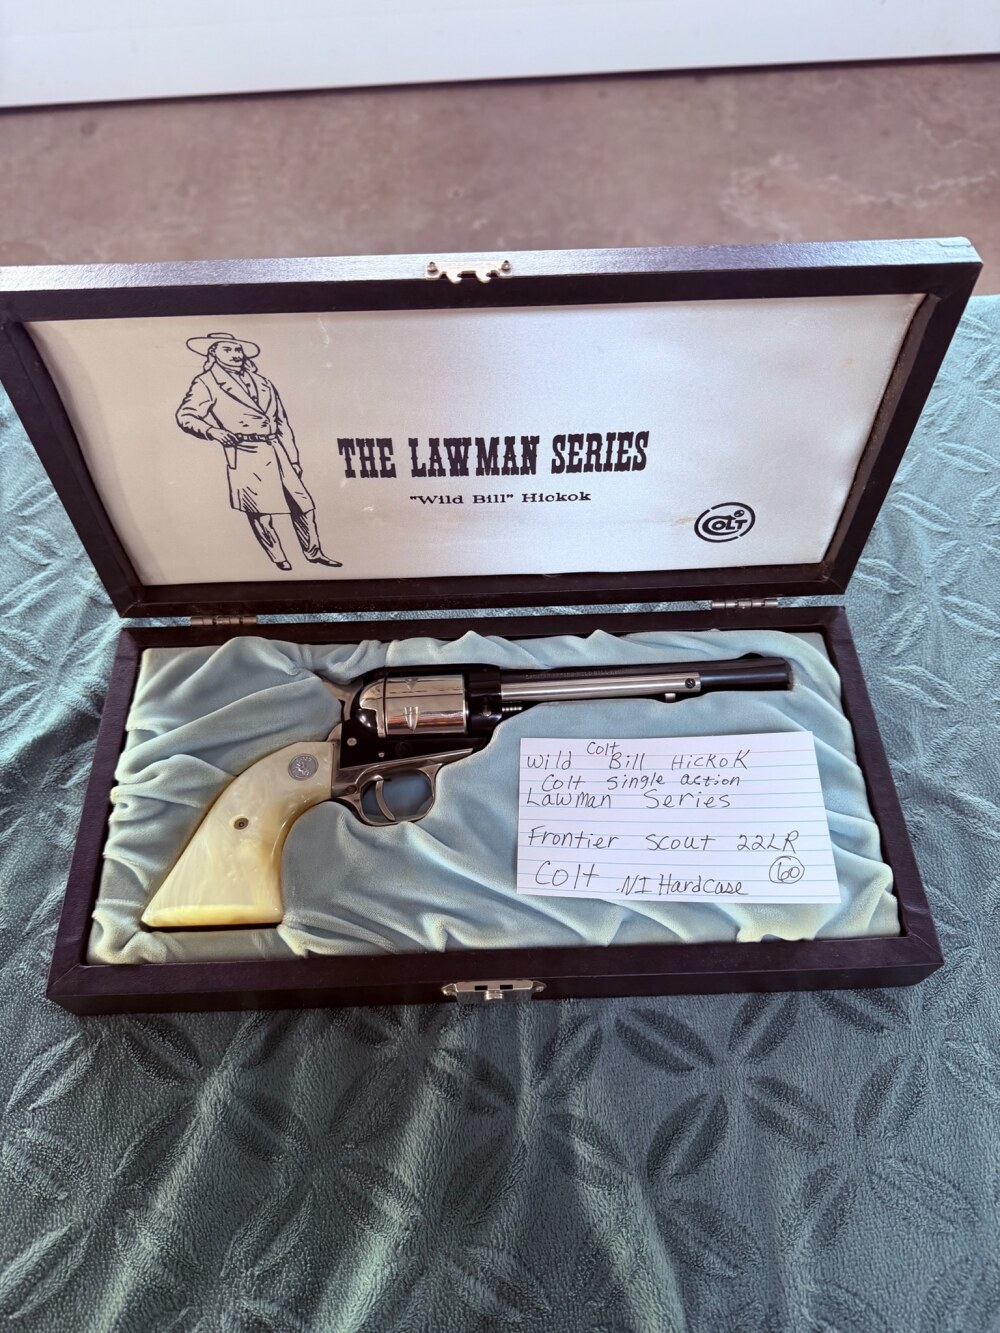 THE LAWMAN SERIES
"Wild Bill" Hickok
COLT
Colt
Wild Bill Hickok
Colt Single action
Lawman Series
Frontier Scout 22LR
Colt NI Hardcase 60